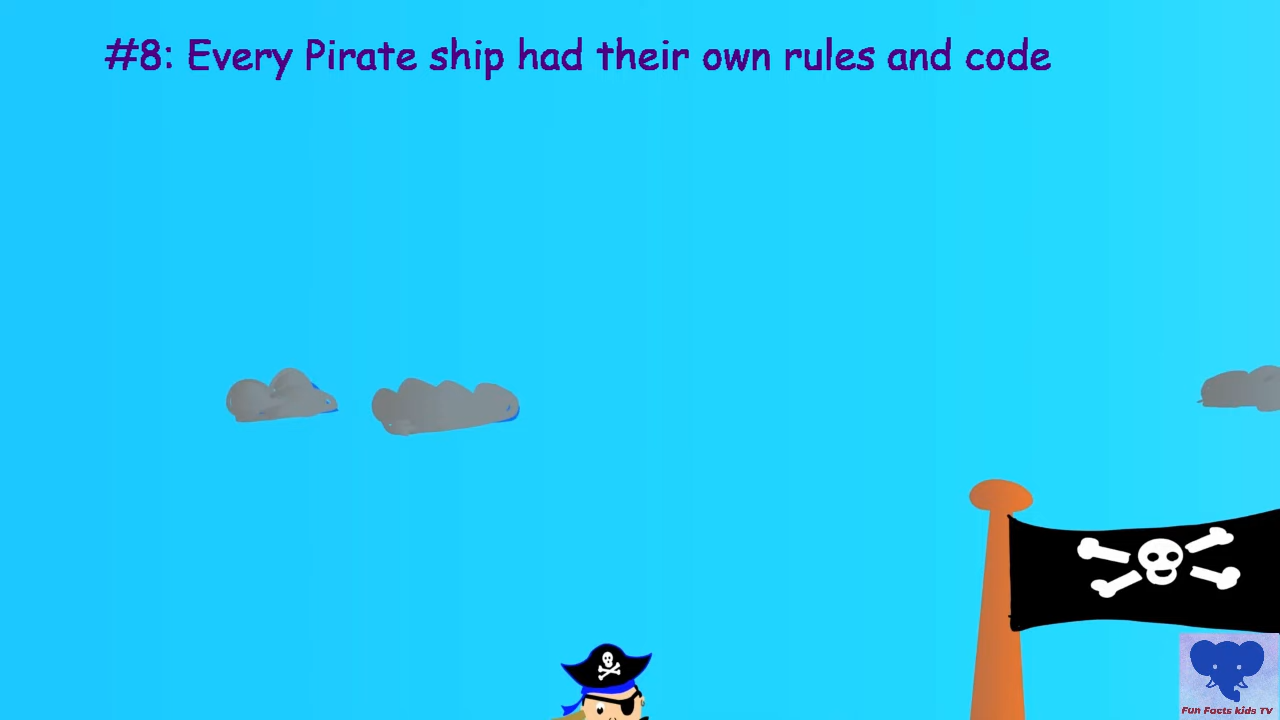 #8: Every Pirate ship had their own rules and code
Fun Facts kids TV